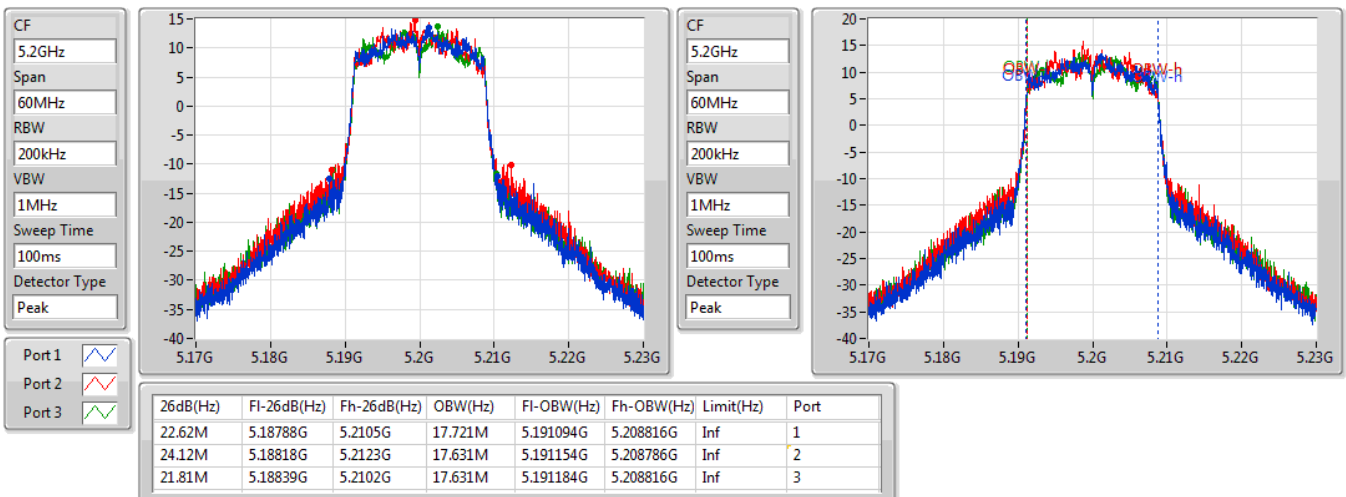 CF
5.2GHz
Span
60MHz
RBW
200kHz
VBW
1MHz
Sweep Time
100ms
Detector Type
Peak
15
10
5
0
-5
-10
-15
-20
-25
-30
-35
-40
5.17G 5.18G 5.19G 5.2G 5.21G 5.22G 5.23G
CF
5.2GHz
Span
60MHz
RBW
200kHz
VBW
1MHz
Sweep Time
100ms
Detector Type
Peak
20
15
10
5
0
-5
-10
-15
-20
-25
-30
-35
-40
OBW-h
5.17G 5.18G 5.19G 5.2G 5.21G 5.22G 5.23G
Port 1
Port 2
Port 3
26dB(Hz) Fl-26dB(Hz) Fh-26dB(Hz) OBW(Hz) Fl-OBW(Hz) Fh-OBW(Hz) Limit(Hz) Port
22.62M 5.18788G 5.2105G 17.721M 5.191094G 5.208816G Inf 1
24.12M 5.18818G 5.2123G 17.631M 5.191154G 5.208786G Inf 2
21.81M 5.18839G 5.2102G 17.631M 5.191184G 5.208816G Inf 3